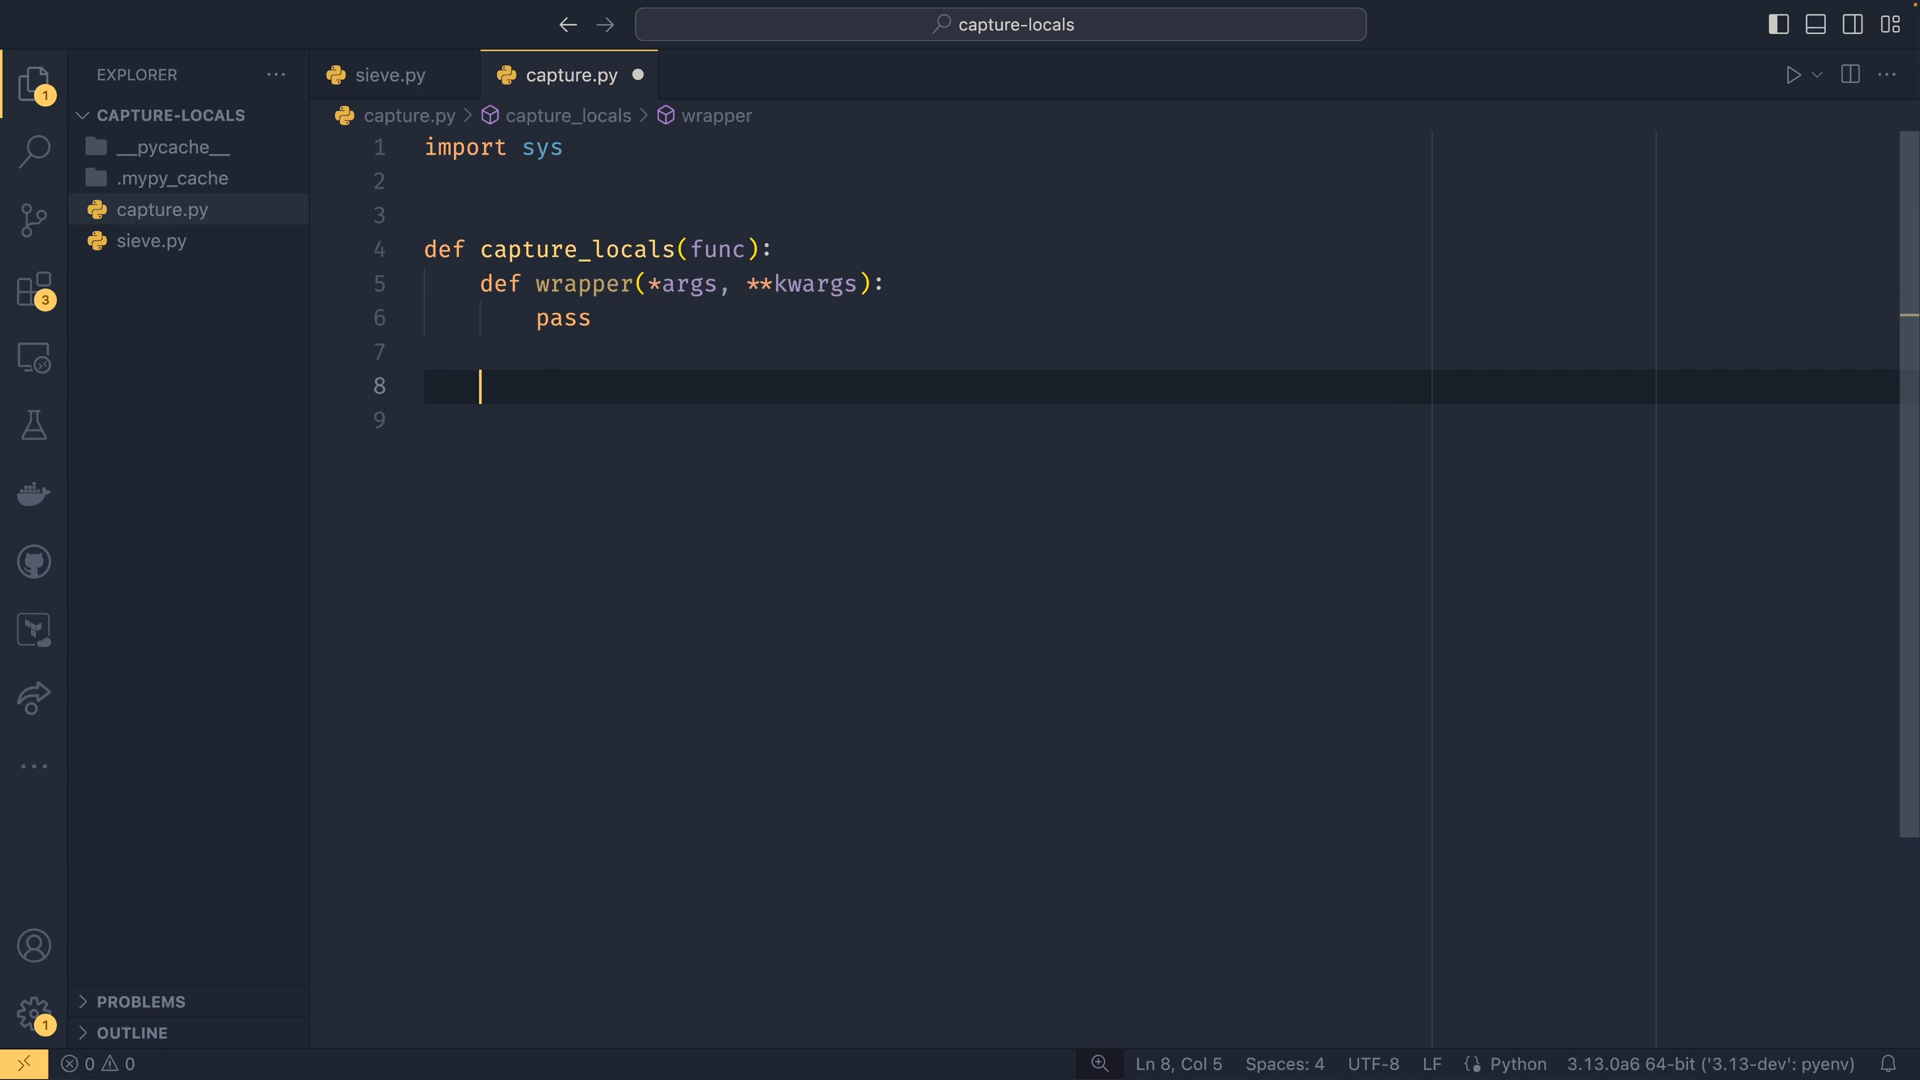 capture-locals
EXPLORER
sieve.py
capture.py
1
CAPTURE-LOCALS
__pycache__
.mypy_cache
capture.py
sieve.py
3
capture.py > capture_locals > wrapper
1 import sys
2
3
4 def capture_locals(func):
5 def wrapper(*args, **kwargs):
6 pass
7
8
9
PROBLEMS
OUTLINE
1
0 0
Ln 8, Col 5
Spaces: 4
UTF-8
LF
Python
3.13.0a6 64-bit ('3.13-dev': pyenv)